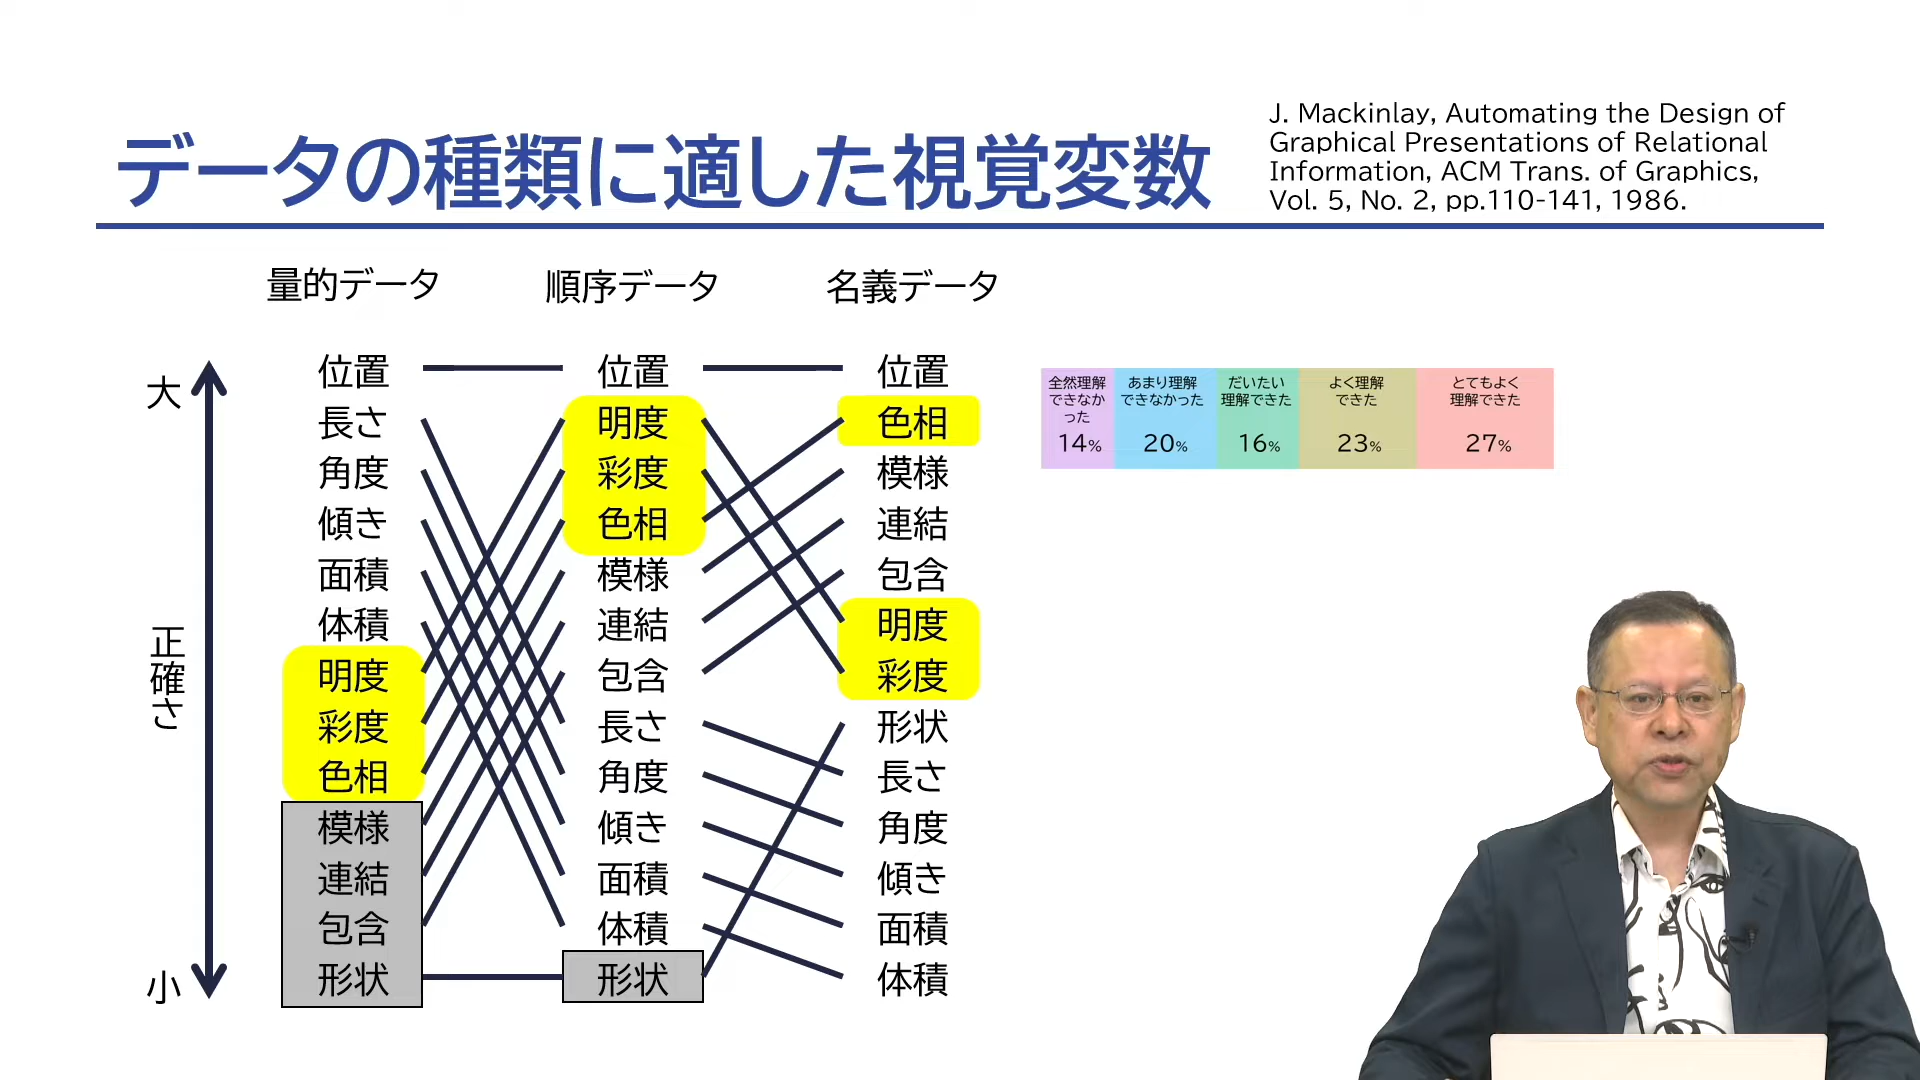 データの種類に適した視覚変数
J. Mackinlay, Automating the Design of
Graphical Presentations of Relational
Information, ACM Trans. of Graphics,
Vol. 5, No. 2, pp.110-141, 1986.
量的データ 順序データ 名義データ
大
正確さ
小
位置 位置 位置
長さ 明度 色相
角度 彩度 模様
傾き 色相 連結
面積 模様 包含
体積 連結 明度
明度 包含 彩度
彩度 長さ 形状
色相 角度 長さ
模様 傾き 角度
連結 面積 傾き
包含 体積 面積
形状 形状 体積
全然理解
できなか
った
14%
あまり理解
できなかった
20%
だいたい
理解できた
16%
よく理解
できた
23%
とてもよく
理解できた
27%